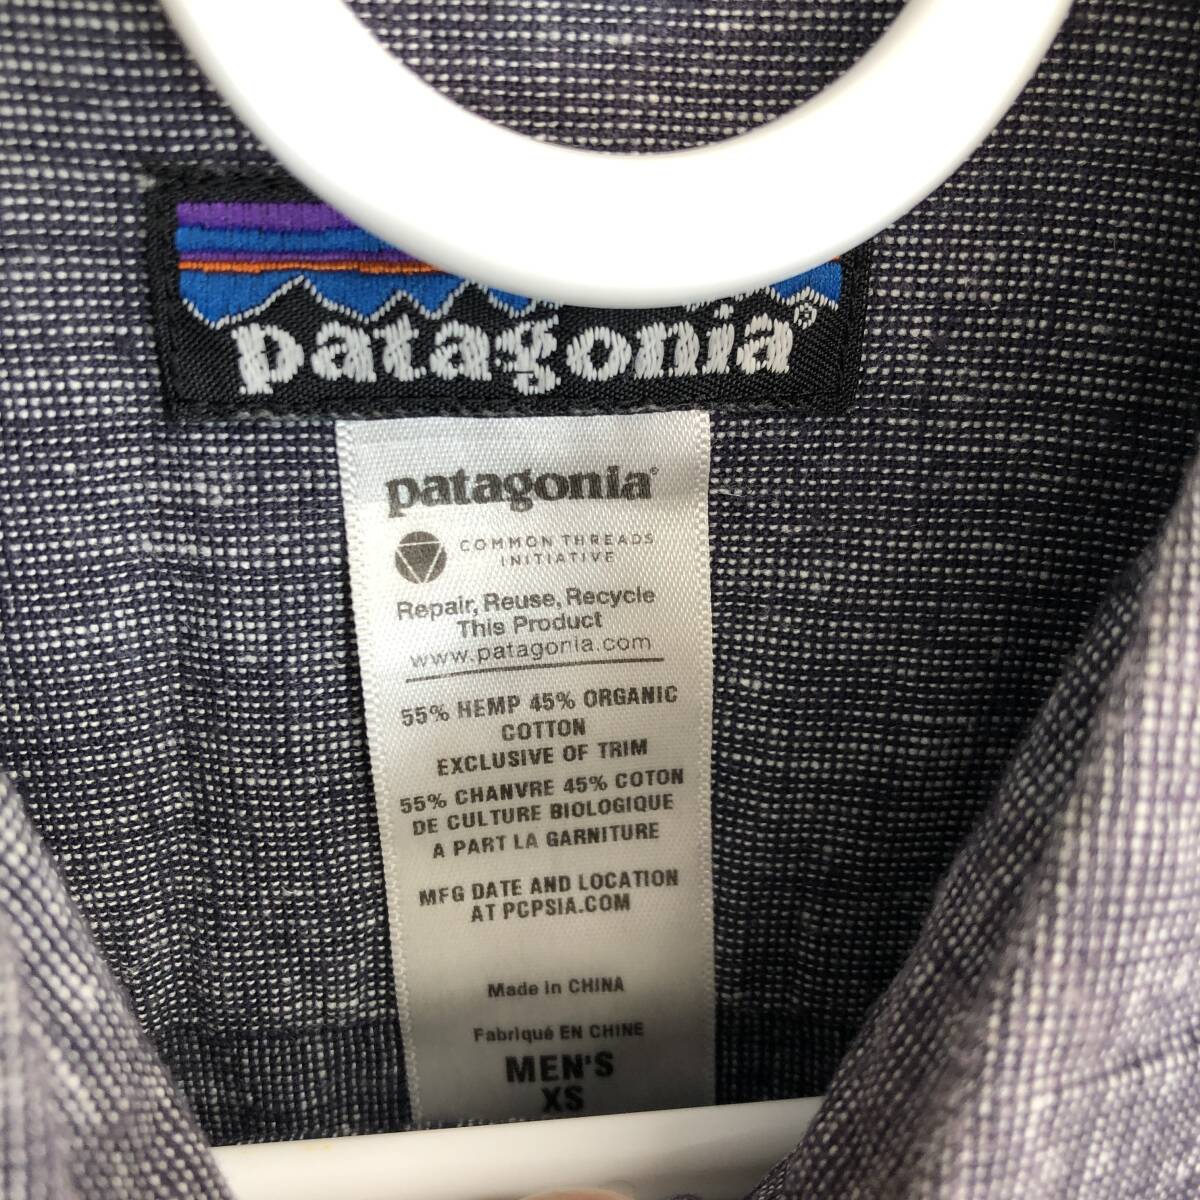 patagonia®
patagonia®
COMMON THREADS
INITIATIVE
Repair, Reuse, Recycle
This Product
www.patagonia.com
55% HEMP 45% ORGANIC
COTTON
EXCLUSIVE OF TRIM
55% CHANVRE 45% COTON
DE CULTURE BIOLOGIQUE
A PART LA GARNITURE
MFG DATE AND LOCATION
AT PCPSIA.COM
Made in CHINA
Fabriqué EN CHINE
MEN'S
XS